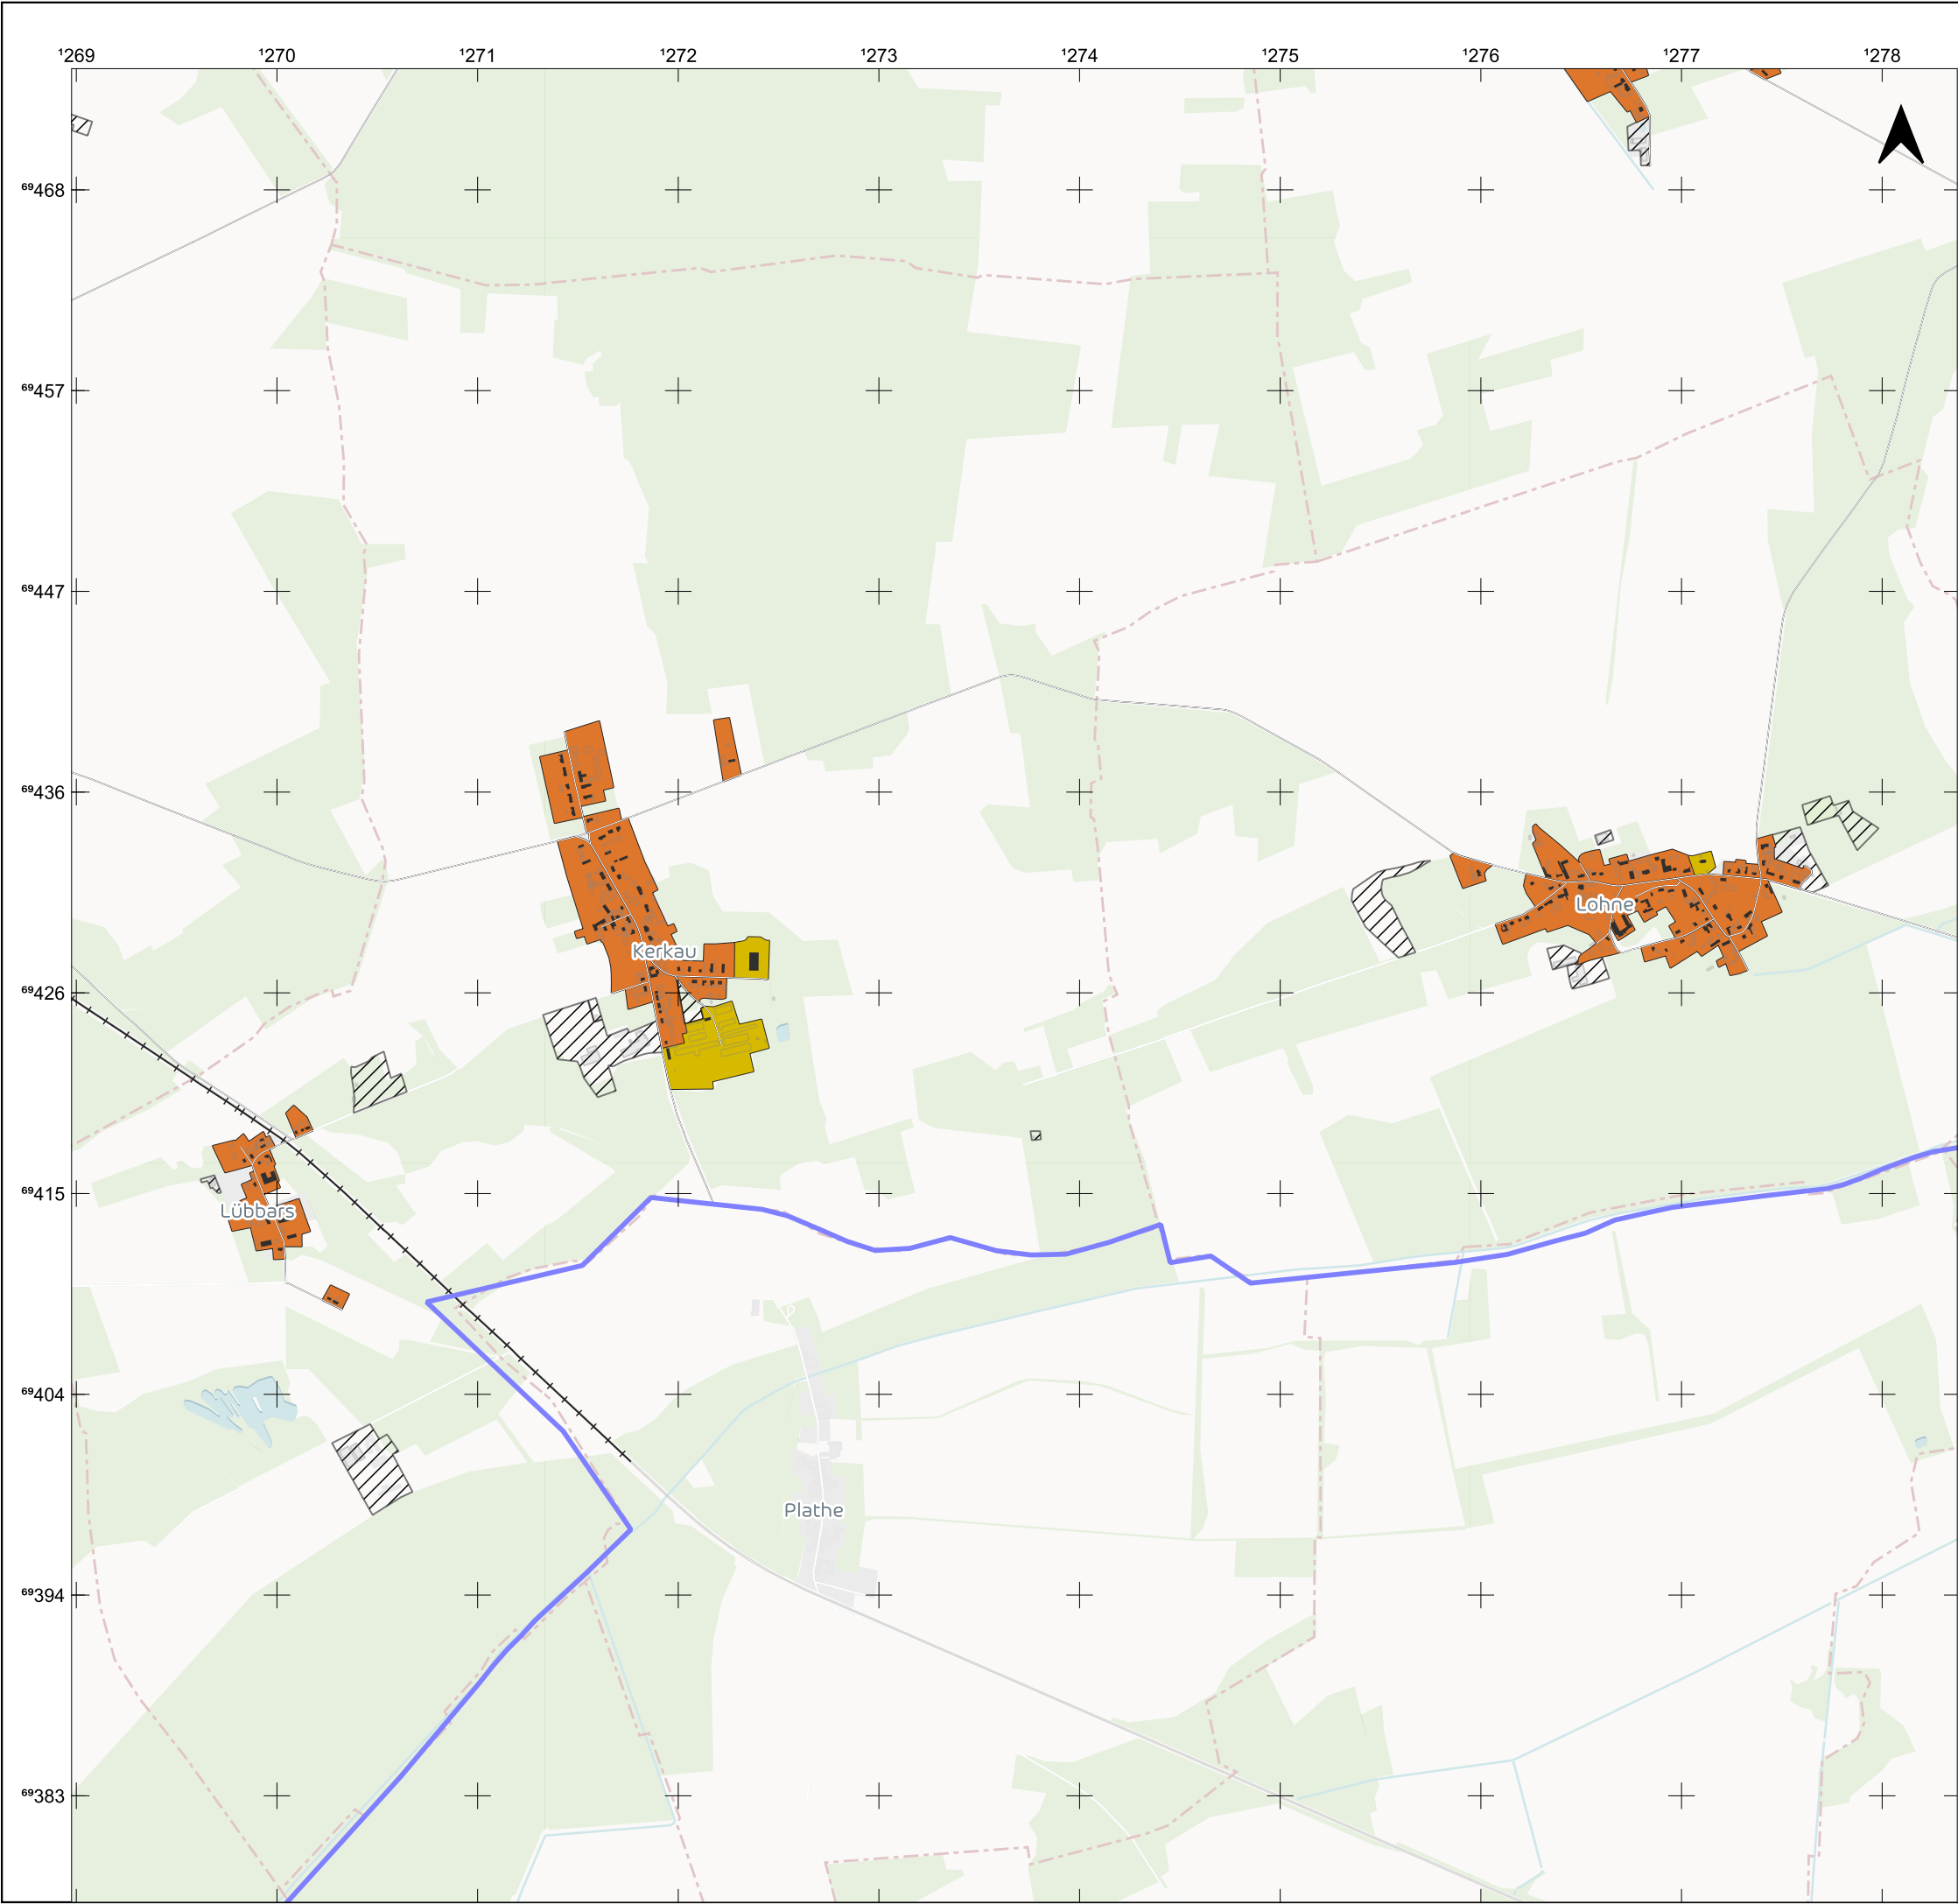 ¹269 ¹270 ¹271 ¹272 ¹273 ¹274 ¹275 ¹276 ¹277 ¹278
⁶⁹468
⁶⁹457
⁶⁹447
⁶⁹436
Lohne
Kerkau
⁶⁹426
⁶⁹415
Lübbars
⁶⁹404
Plathe
⁶⁹394
⁶⁹383